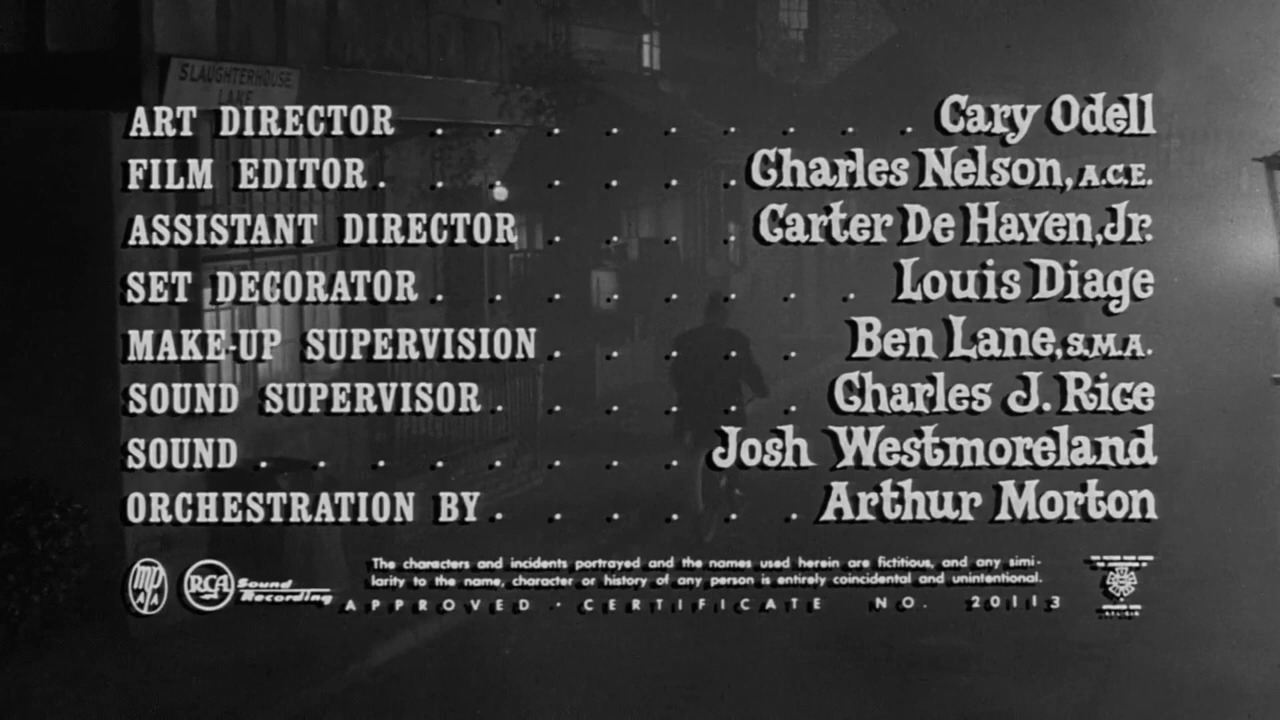 SLAUGHTERHOUSE
LANE
ART DIRECTOR . . . . . . . . . Cary Odell
FILM EDITOR . . . . . . . Charles Nelson, A.C.E.
ASSISTANT DIRECTOR . . . . Carter De Haven, Jr.
SET DECORATOR . . . . . . . . Louis Diage
MAKE-UP SUPERVISION . . . . . Ben Lane, S.M.A.
SOUND SUPERVISOR . . . . . . Charles J. Rice
SOUND . . . . . . . . Josh Westmoreland
ORCHESTRATION BY . . . . . . Arthur Morton
The characters and incidents portrayed and the names used herein are fictitious, and any simi-
larity to the name, character or history of any person is entirely coincidental and unintentional.
MPAA
RCA Sound Recording
APPROVED · CERTIFICATE NO. 20113